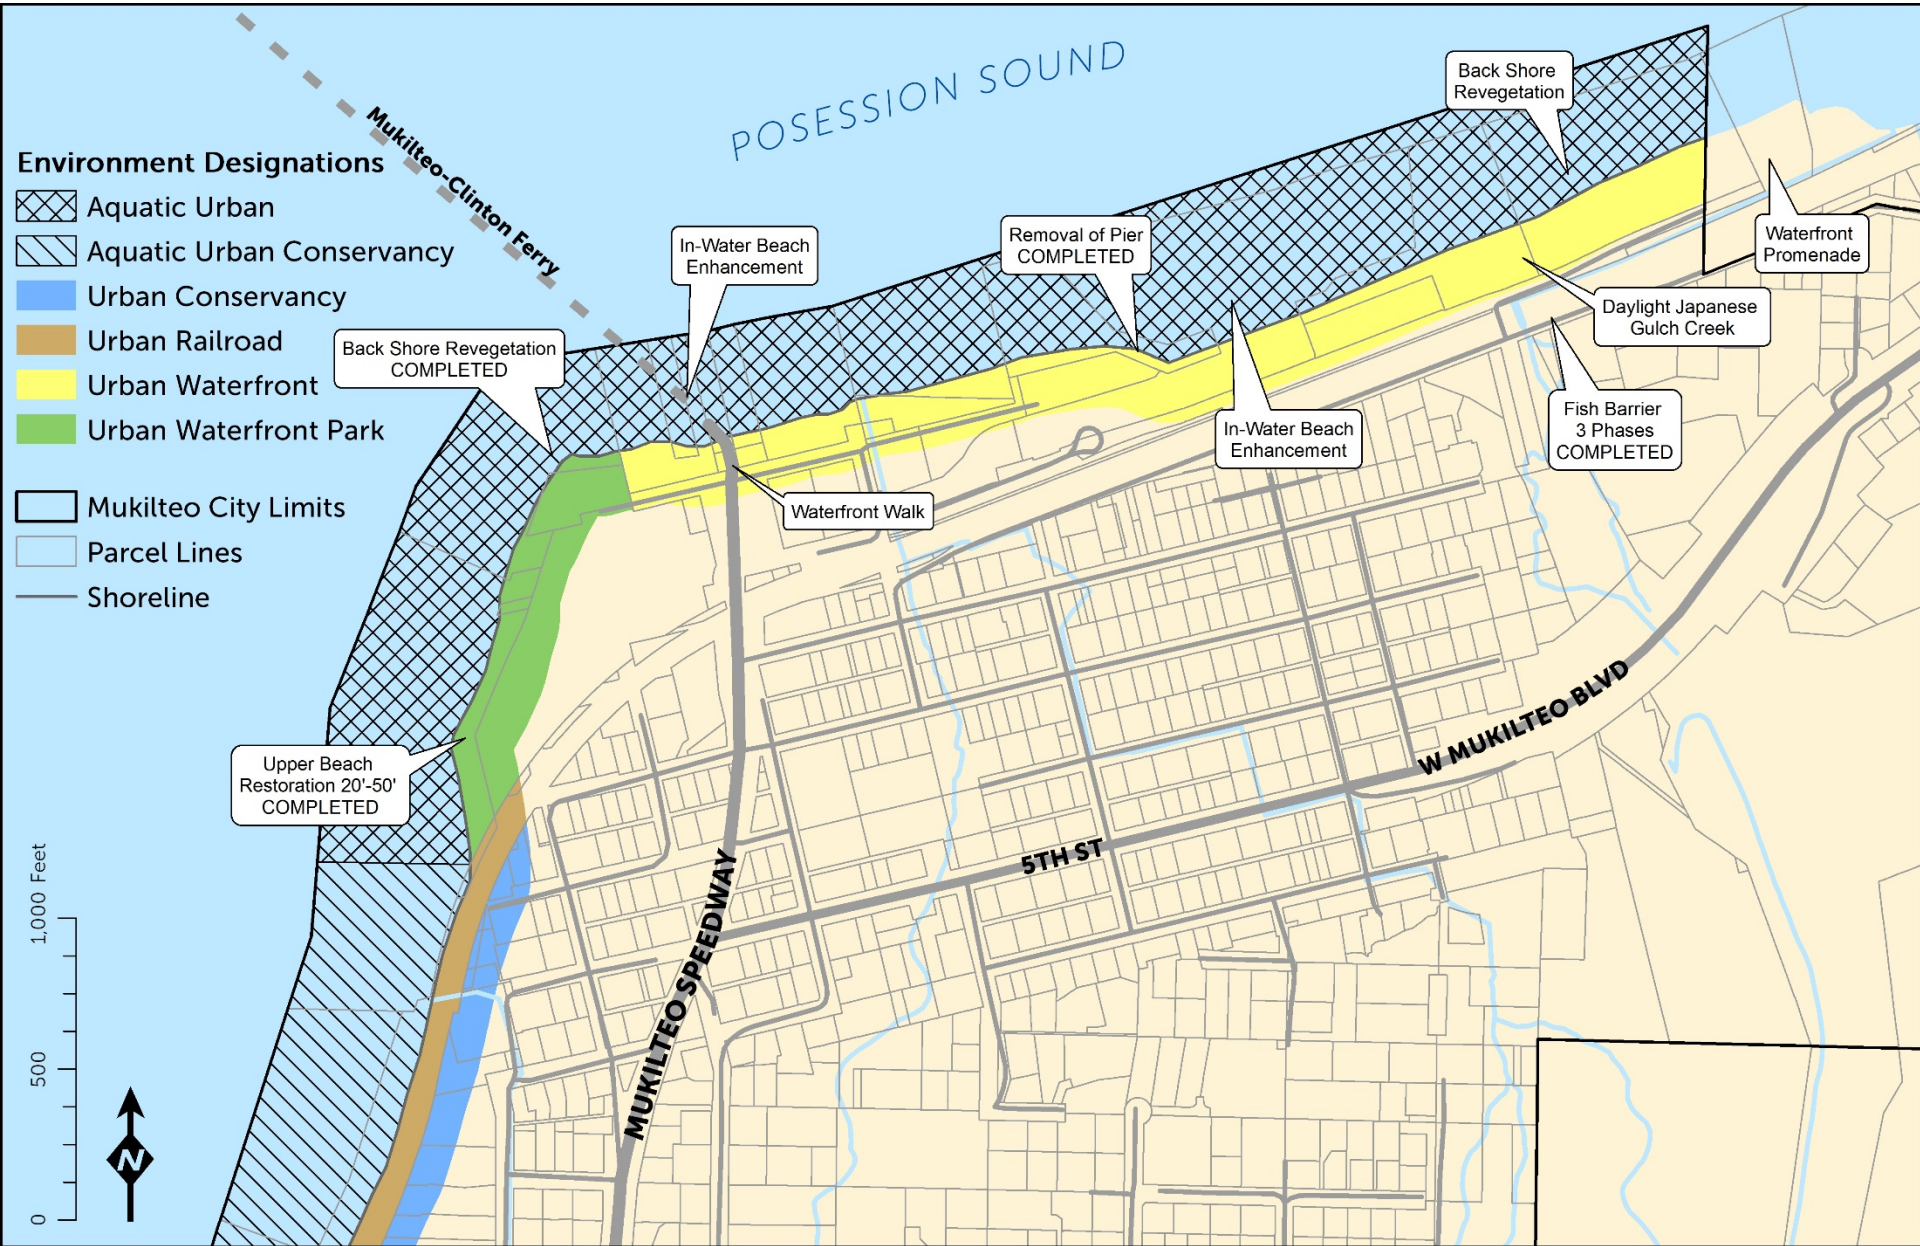 POSESSION SOUND
Mukilteo-Clinton Ferry
Environment Designations
Aquatic Urban
Aquatic Urban Conservancy
Urban Conservancy
Urban Railroad
Urban Waterfront
Urban Waterfront Park
Mukilteo City Limits
Parcel Lines
Shoreline
Back Shore
Revegetation
In-Water Beach
Enhancement
Removal of Pier
COMPLETED
Waterfront
Promenade
Back Shore Revegetation
COMPLETED
Daylight Japanese
Gulch Creek
In-Water Beach
Enhancement
Fish Barrier
3 Phases
COMPLETED
Waterfront Walk
Upper Beach
Restoration 20'-50'
COMPLETED
W MUKILTEO BLVD
5TH ST
MUKILTEO SPEEDWAY
1,000 Feet
500
0
N